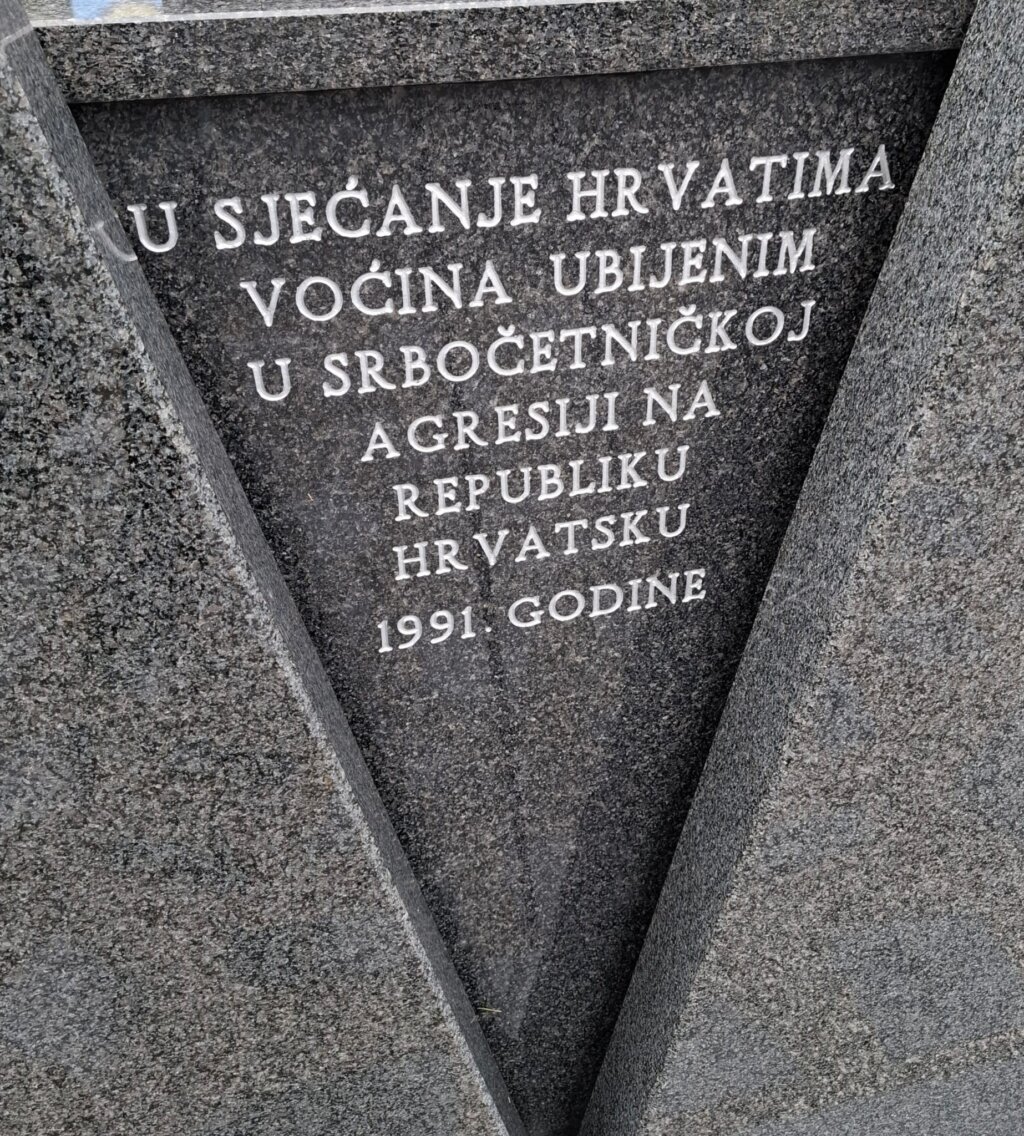 U SJEĆANJE HRVATIMA
VOĆINA UBIJENIM
U SRBOČETNIČKOJ
AGRESIJI NA
REPUBLIKU
HRVATSKU
1991. GODINE